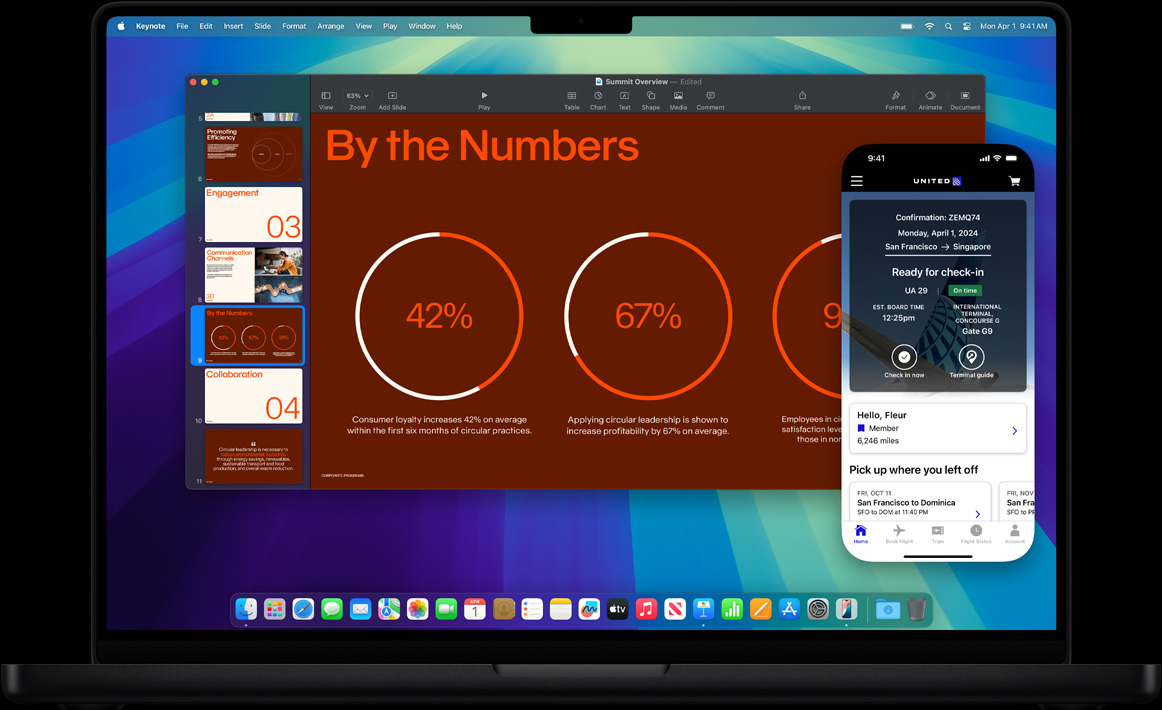 Keynote File Edit Insert Slide Format Arrange View Play Window Help
Mon Apr 1 9:41 AM
Summit Overview — Edited
63%
View Zoom Add Slide
Play
Table Chart Text Shape Media Comment
Share
Format Animate Document
5
Promoting
Efficiency
6
Engagement
03
7
Communication
Channels
8
By the Numbers
42% 67%
9
Collaboration
04
10
“
Circular leadership is necessary to
through energy savings, renewables,
sustainable transport and food
production, and overall waste reduction.
11
By the Numbers
42%
Consumer loyalty increases 42% on average
within the first six months of circular practices.
67%
Applying circular leadership is shown to
increase profitability by 67% on average.
9
Employees in cir
satisfaction leve
those in non
CORPORATE PROGRAMS
9:41
UNITED
Confirmation: ZEMQ74
Monday, April 1, 2024
San Francisco → Singapore
Ready for check-in
UA 29 | On time
EST. BOARD TIME
12:25pm
INTERNATIONAL
TERMINAL,
CONCOURSE G
Gate G9
Check in now
Terminal guide
Hello, Fleur
Member
6,246 miles
Pick up where you left off
FRI, OCT 11
San Francisco to Dominica
SFO to DOM at 11:40 PM
FRI, NOV
San Fra
SFO to PR
Home Book Flight Trips Flight Status Account
APR
1
tv